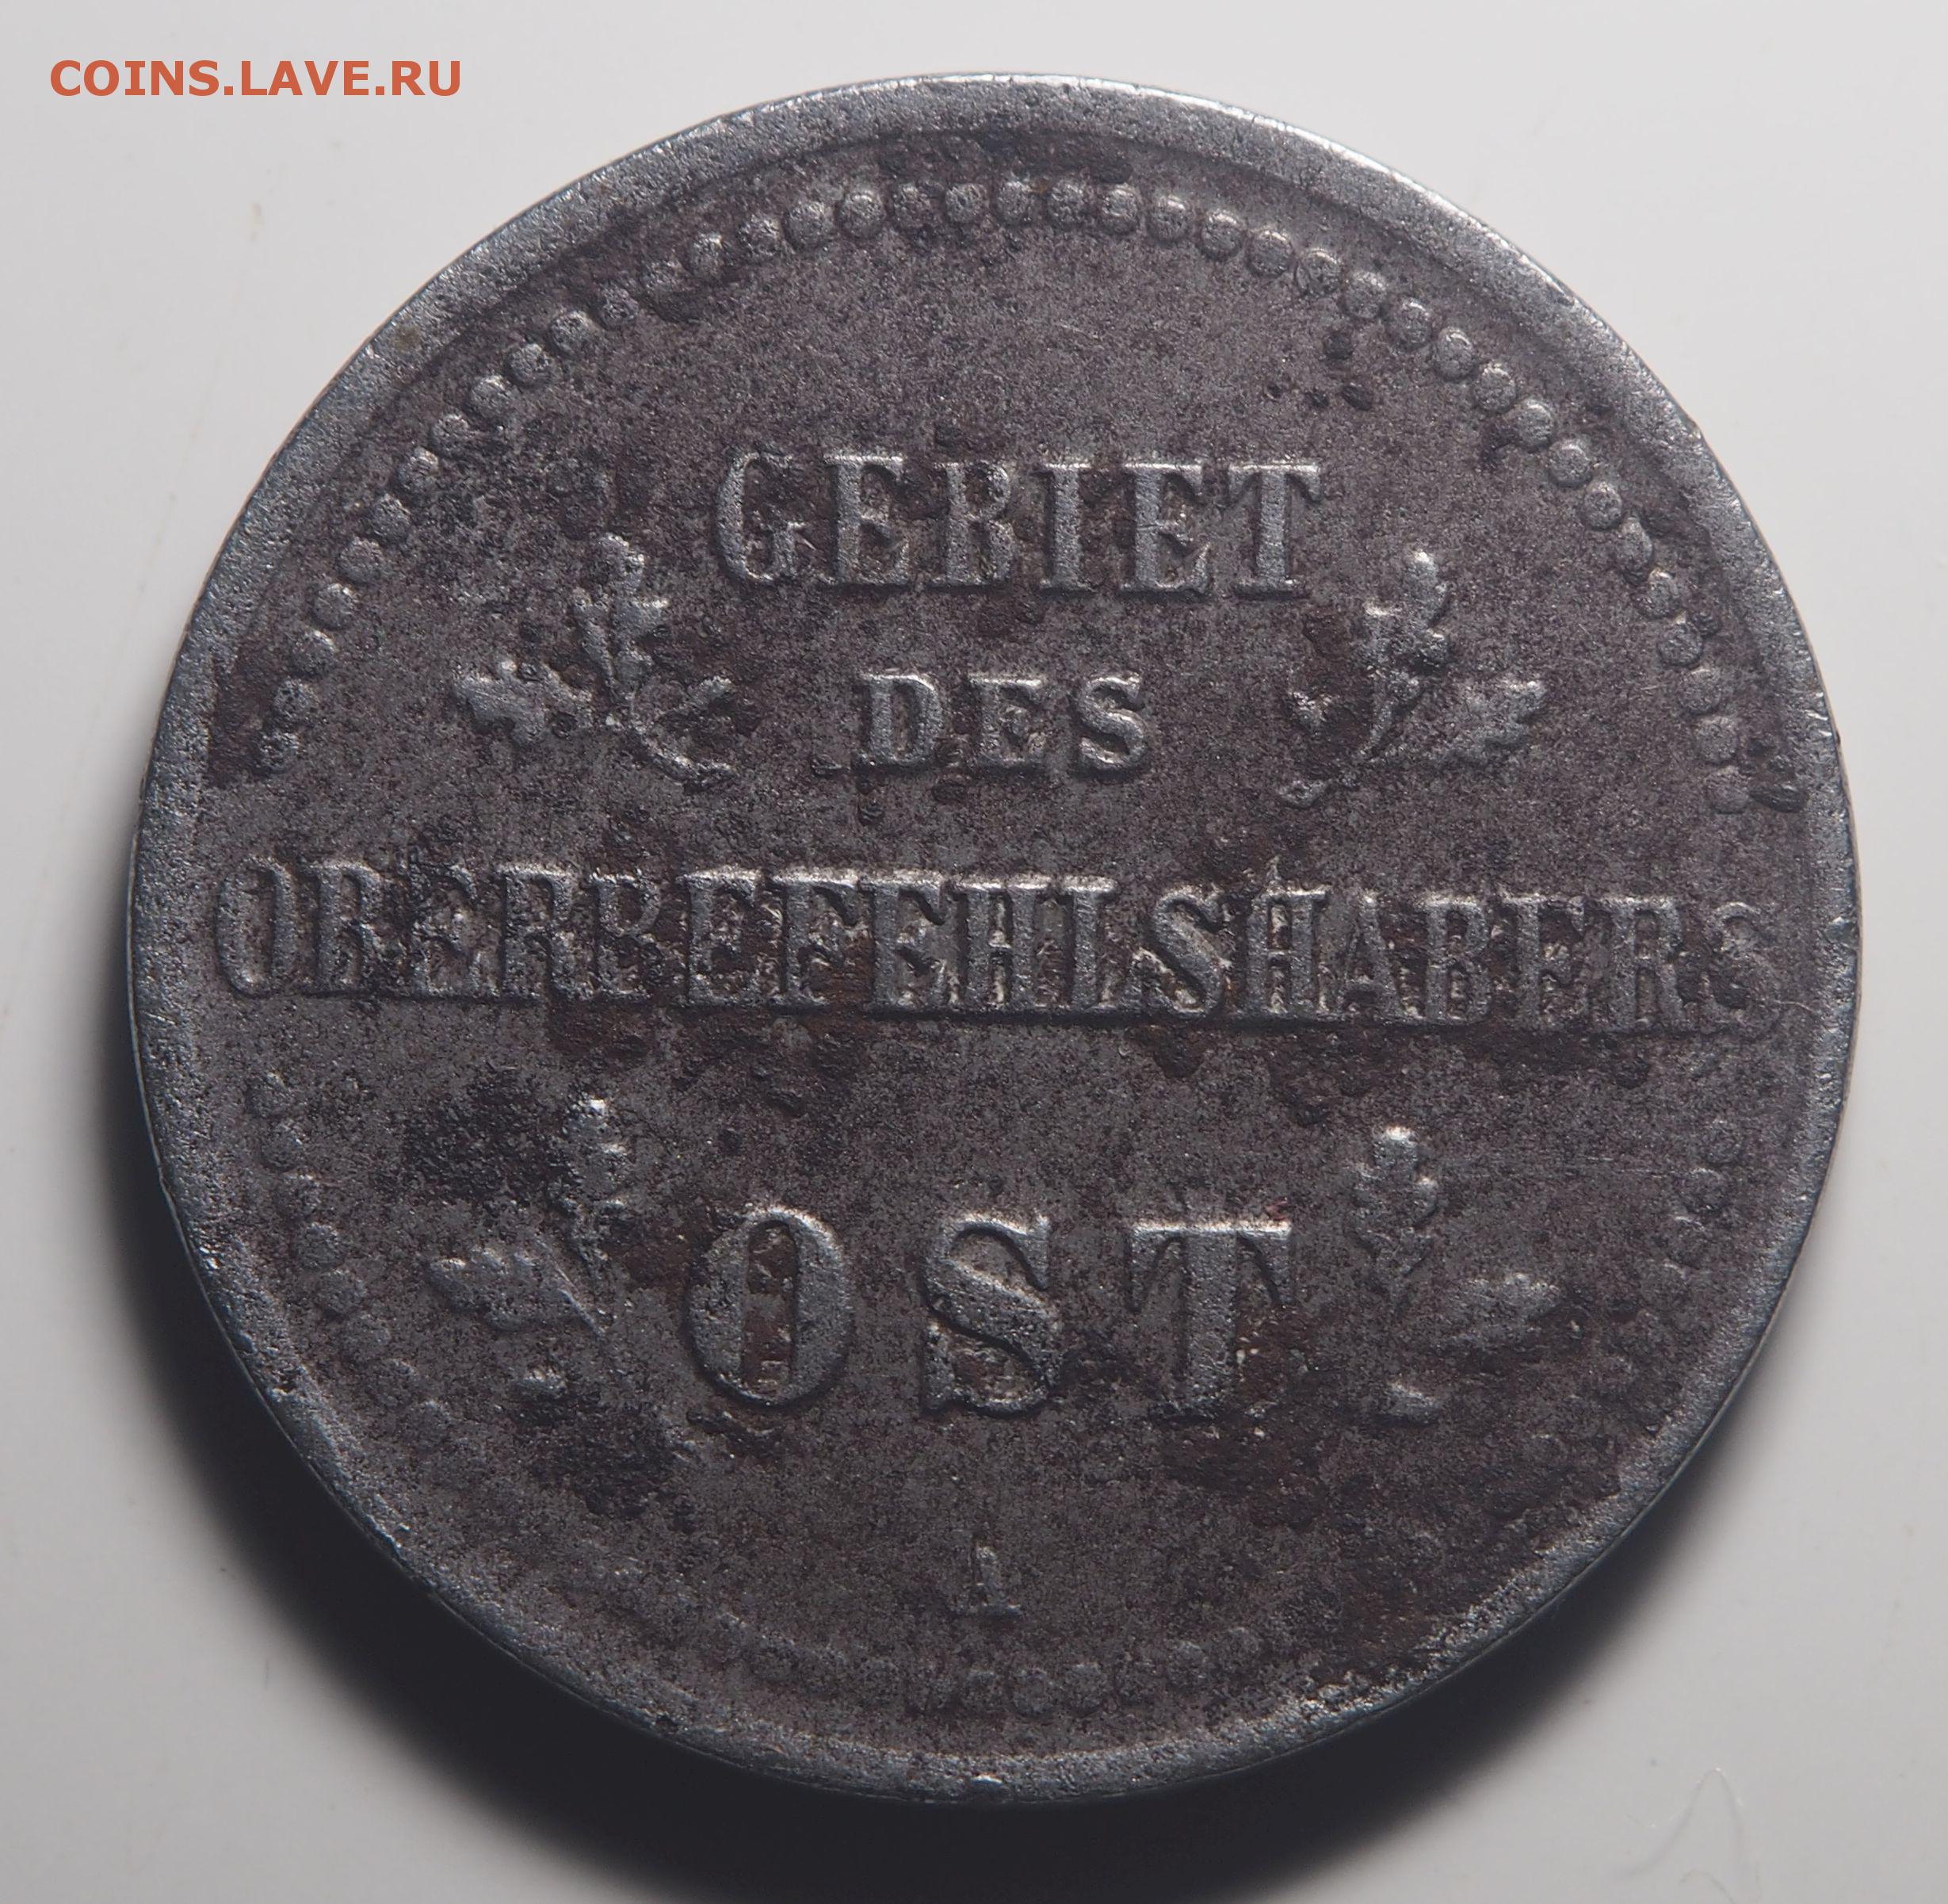 COINS.LAVE.RU
GEBIET
DES
OBERBEFEHLSHABERS
OST
A